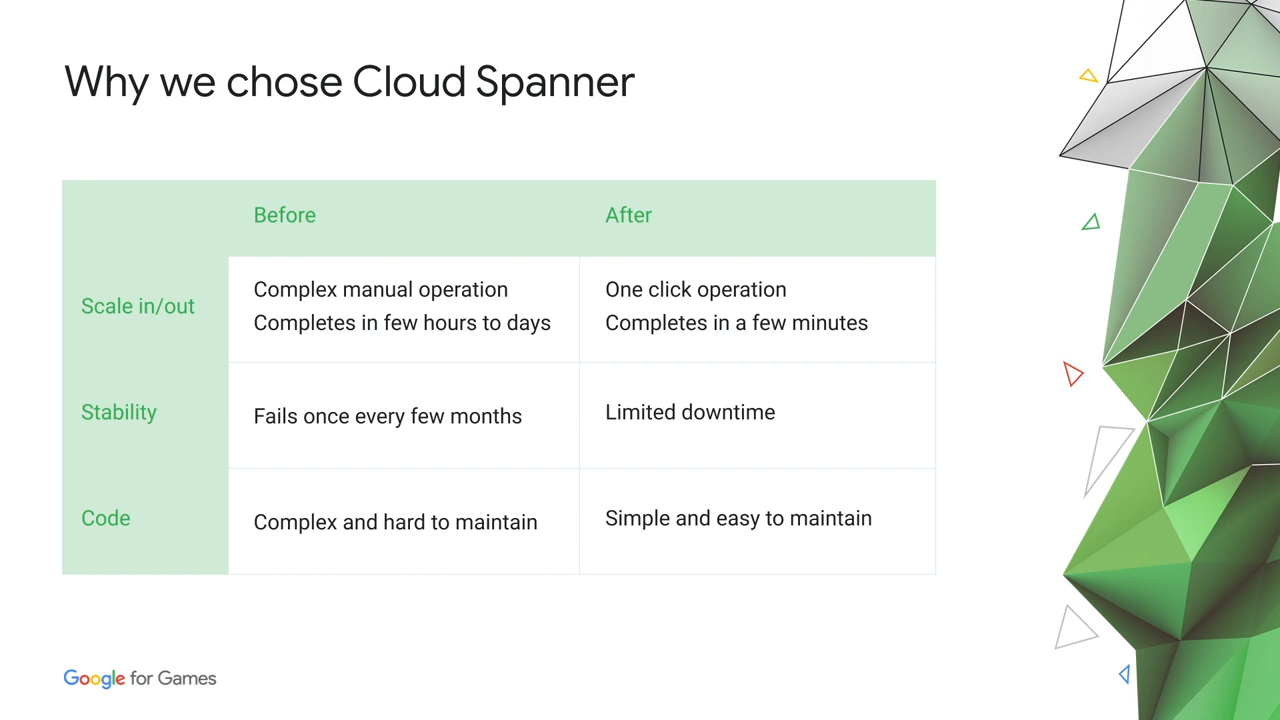 Why we chose Cloud Spanner
Before
After
Scale in/out
Complex manual operation
Completes in few hours to days
One click operation
Completes in a few minutes
Stability
Fails once every few months
Limited downtime
Code
Complex and hard to maintain
Simple and easy to maintain
Google for Games